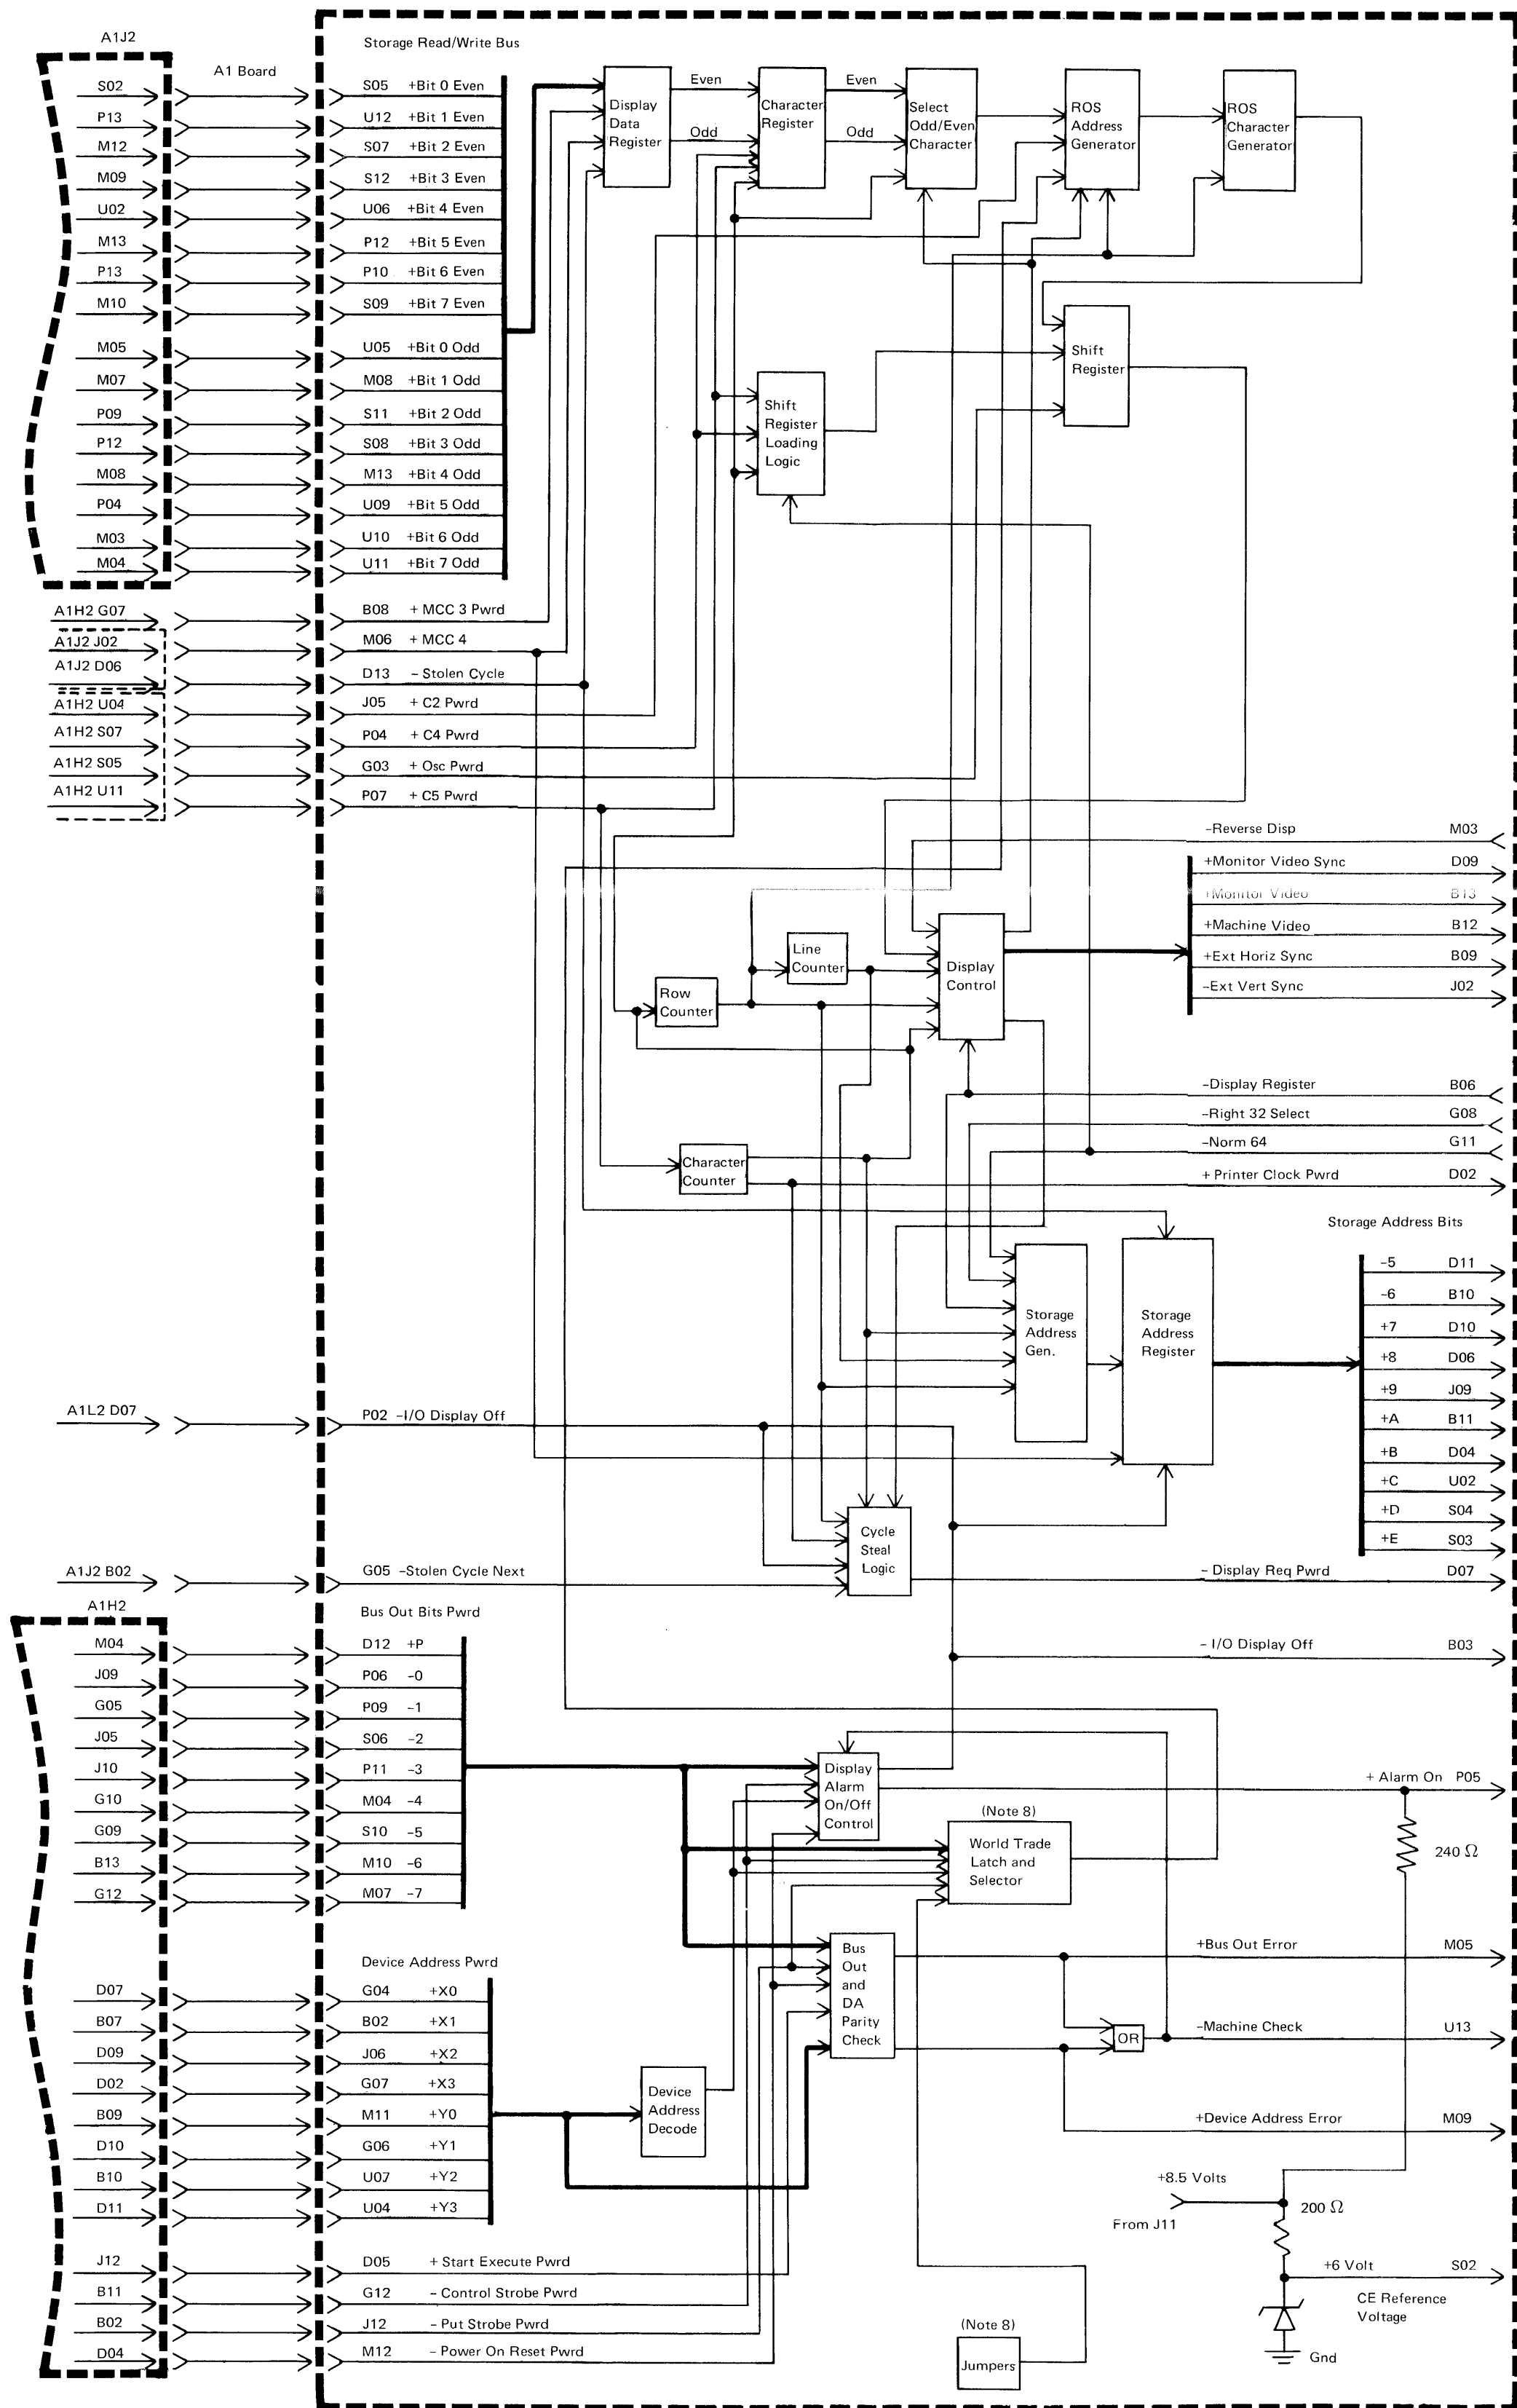 A1J2
A1 Board
Storage Read/Write Bus
S02 S05 +Bit 0 Even
P13 U12 +Bit 1 Even
M12 S07 +Bit 2 Even
M09 S12 +Bit 3 Even
U02 U06 +Bit 4 Even
M13 P12 +Bit 5 Even
P13 P10 +Bit 6 Even
M10 S09 +Bit 7 Even
M05 U05 +Bit 0 Odd
M07 M08 +Bit 1 Odd
P09 S11 +Bit 2 Odd
P12 S08 +Bit 3 Odd
M08 M13 +Bit 4 Odd
P04 U09 +Bit 5 Odd
M03 U10 +Bit 6 Odd
M04 U11 +Bit 7 Odd
A1H2 G07 B08 + MCC 3 Pwrd
A1J2 J02 M06 + MCC 4
A1J2 D06 D13 – Stolen Cycle
A1H2 U04 J05 + C2 Pwrd
A1H2 S07 P04 + C4 Pwrd
A1H2 S05 G03 + Osc Pwrd
A1H2 U11 P07 + C5 Pwrd
Display
Data
Register
Even
Odd
Character
Register
Even
Odd
Select
Odd/Even
Character
ROS
Address
Generator
ROS
Character
Generator
Shift
Register
Shift
Register
Loading
Logic
–Reverse Disp M03
+Monitor Video Sync D09
+Monitor Video B13
+Machine Video B12
+Ext Horiz Sync B09
–Ext Vert Sync J02
Line
Counter
Row
Counter
Display
Control
–Display Register B06
–Right 32 Select G08
–Norm 64 G11
+ Printer Clock Pwrd D02
Character
Counter
Storage Address Bits
–5 D11
–6 B10
+7 D10
+8 D06
+9 J09
+A B11
+B D04
+C U02
+D S04
+E S03
Storage
Address
Gen.
Storage
Address
Register
A1L2 D07 P02 –I/O Display Off
Cycle
Steal
Logic
A1J2 B02 G05 –Stolen Cycle Next
– Display Req Pwrd D07
– I/O Display Off B03
A1H2
Bus Out Bits Pwrd
M04 D12 +P
J09 P06 –0
G05 P09 –1
J05 S06 –2
J10 P11 –3
G10 M04 –4
G09 S10 –5
B13 M10 –6
G12 M07 –7
Display
Alarm
On/Off
Control
+ Alarm On P05
240 Ω
(Note 8)
World Trade
Latch and
Selector
Bus
Out
and
DA
Parity
Check
+Bus Out Error M05
OR
–Machine Check U13
+Device Address Error M09
Device Address Pwrd
D07 G04 +X0
B07 B02 +X1
D09 J06 +X2
D02 G07 +X3
B09 M11 +Y0
D10 G06 +Y1
B10 U07 +Y2
D11 U04 +Y3
Device
Address
Decode
J12 D05 + Start Execute Pwrd
B11 G12 – Control Strobe Pwrd
B02 J12 – Put Strobe Pwrd
D04 M12 – Power On Reset Pwrd
+8.5 Volts
From J11
200 Ω
+6 Volt S02
CE Reference
Voltage
Gnd
(Note 8)
Jumpers